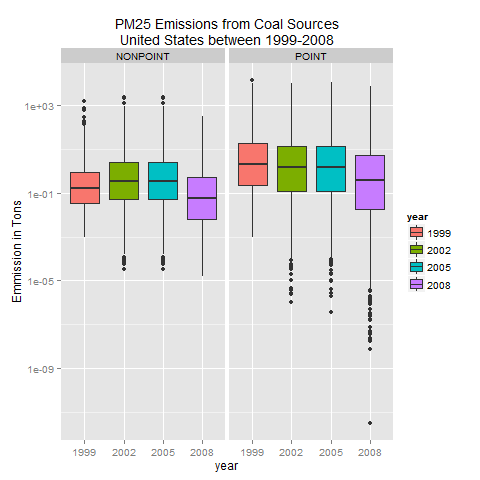 PM25 Emissions from Coal Sources
United States between 1999-2008
NONPOINT
POINT
1e+03
1e-01
1e-05
1e-09
Emmission in Tons
1999
2002
2005
2008
1999
2002
2005
2008
year
year
1999
2002
2005
2008